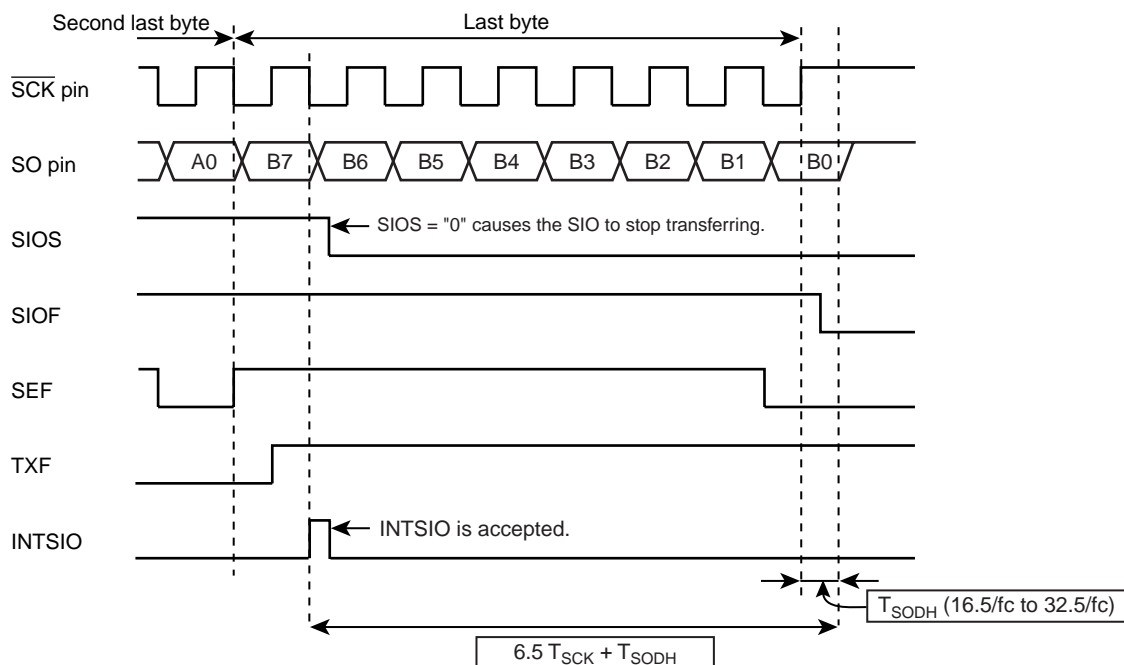 Second last byte
Last byte
SCK pin
SO pin
A0
B7
B6
B5
B4
B3
B2
B1
B0
SIOS
SIOS = "0" causes the SIO to stop transferring.
SIOF
SEF
TXF
INTSIO
INTSIO is accepted.
TSODH (16.5/fc to 32.5/fc)
6.5 TSCK + TSODH